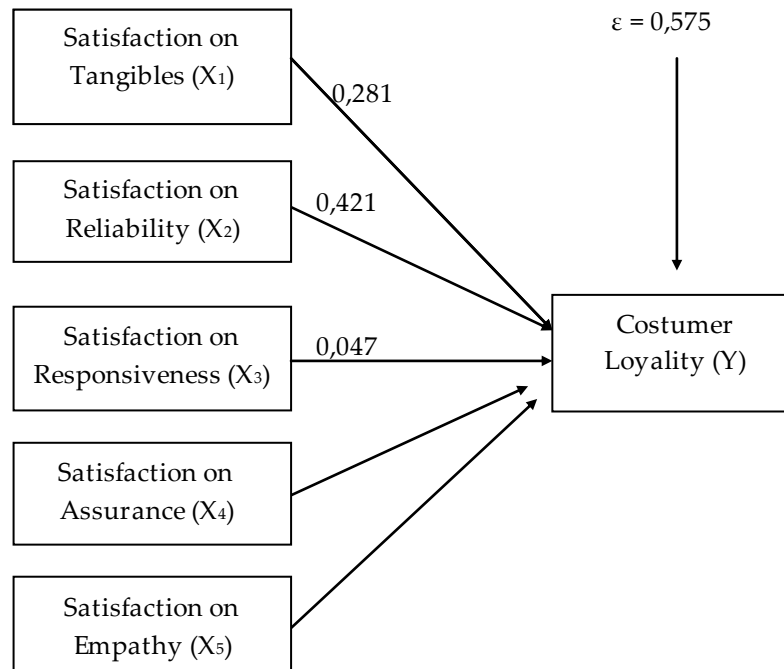 Satisfaction on
Tangibles (X1)
ε = 0,575
0,281
Satisfaction on
Reliability (X2)
0,421
Satisfaction on
Responsiveness (X3)
0,047
Costumer
Loyality (Y)
Satisfaction on
Assurance (X4)
Satisfaction on
Empathy (X5)